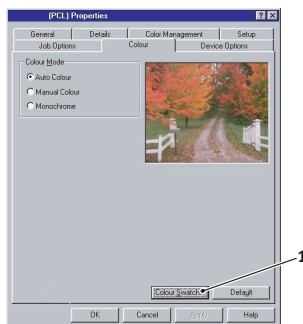 (PCL) Properties
General Details Color Management Setup
Job Options Colour Device Options
Colour Mode
Auto Colour
Manual Colour
Monochrome
1
Colour Swatch... Default
OK Cancel Apply Help